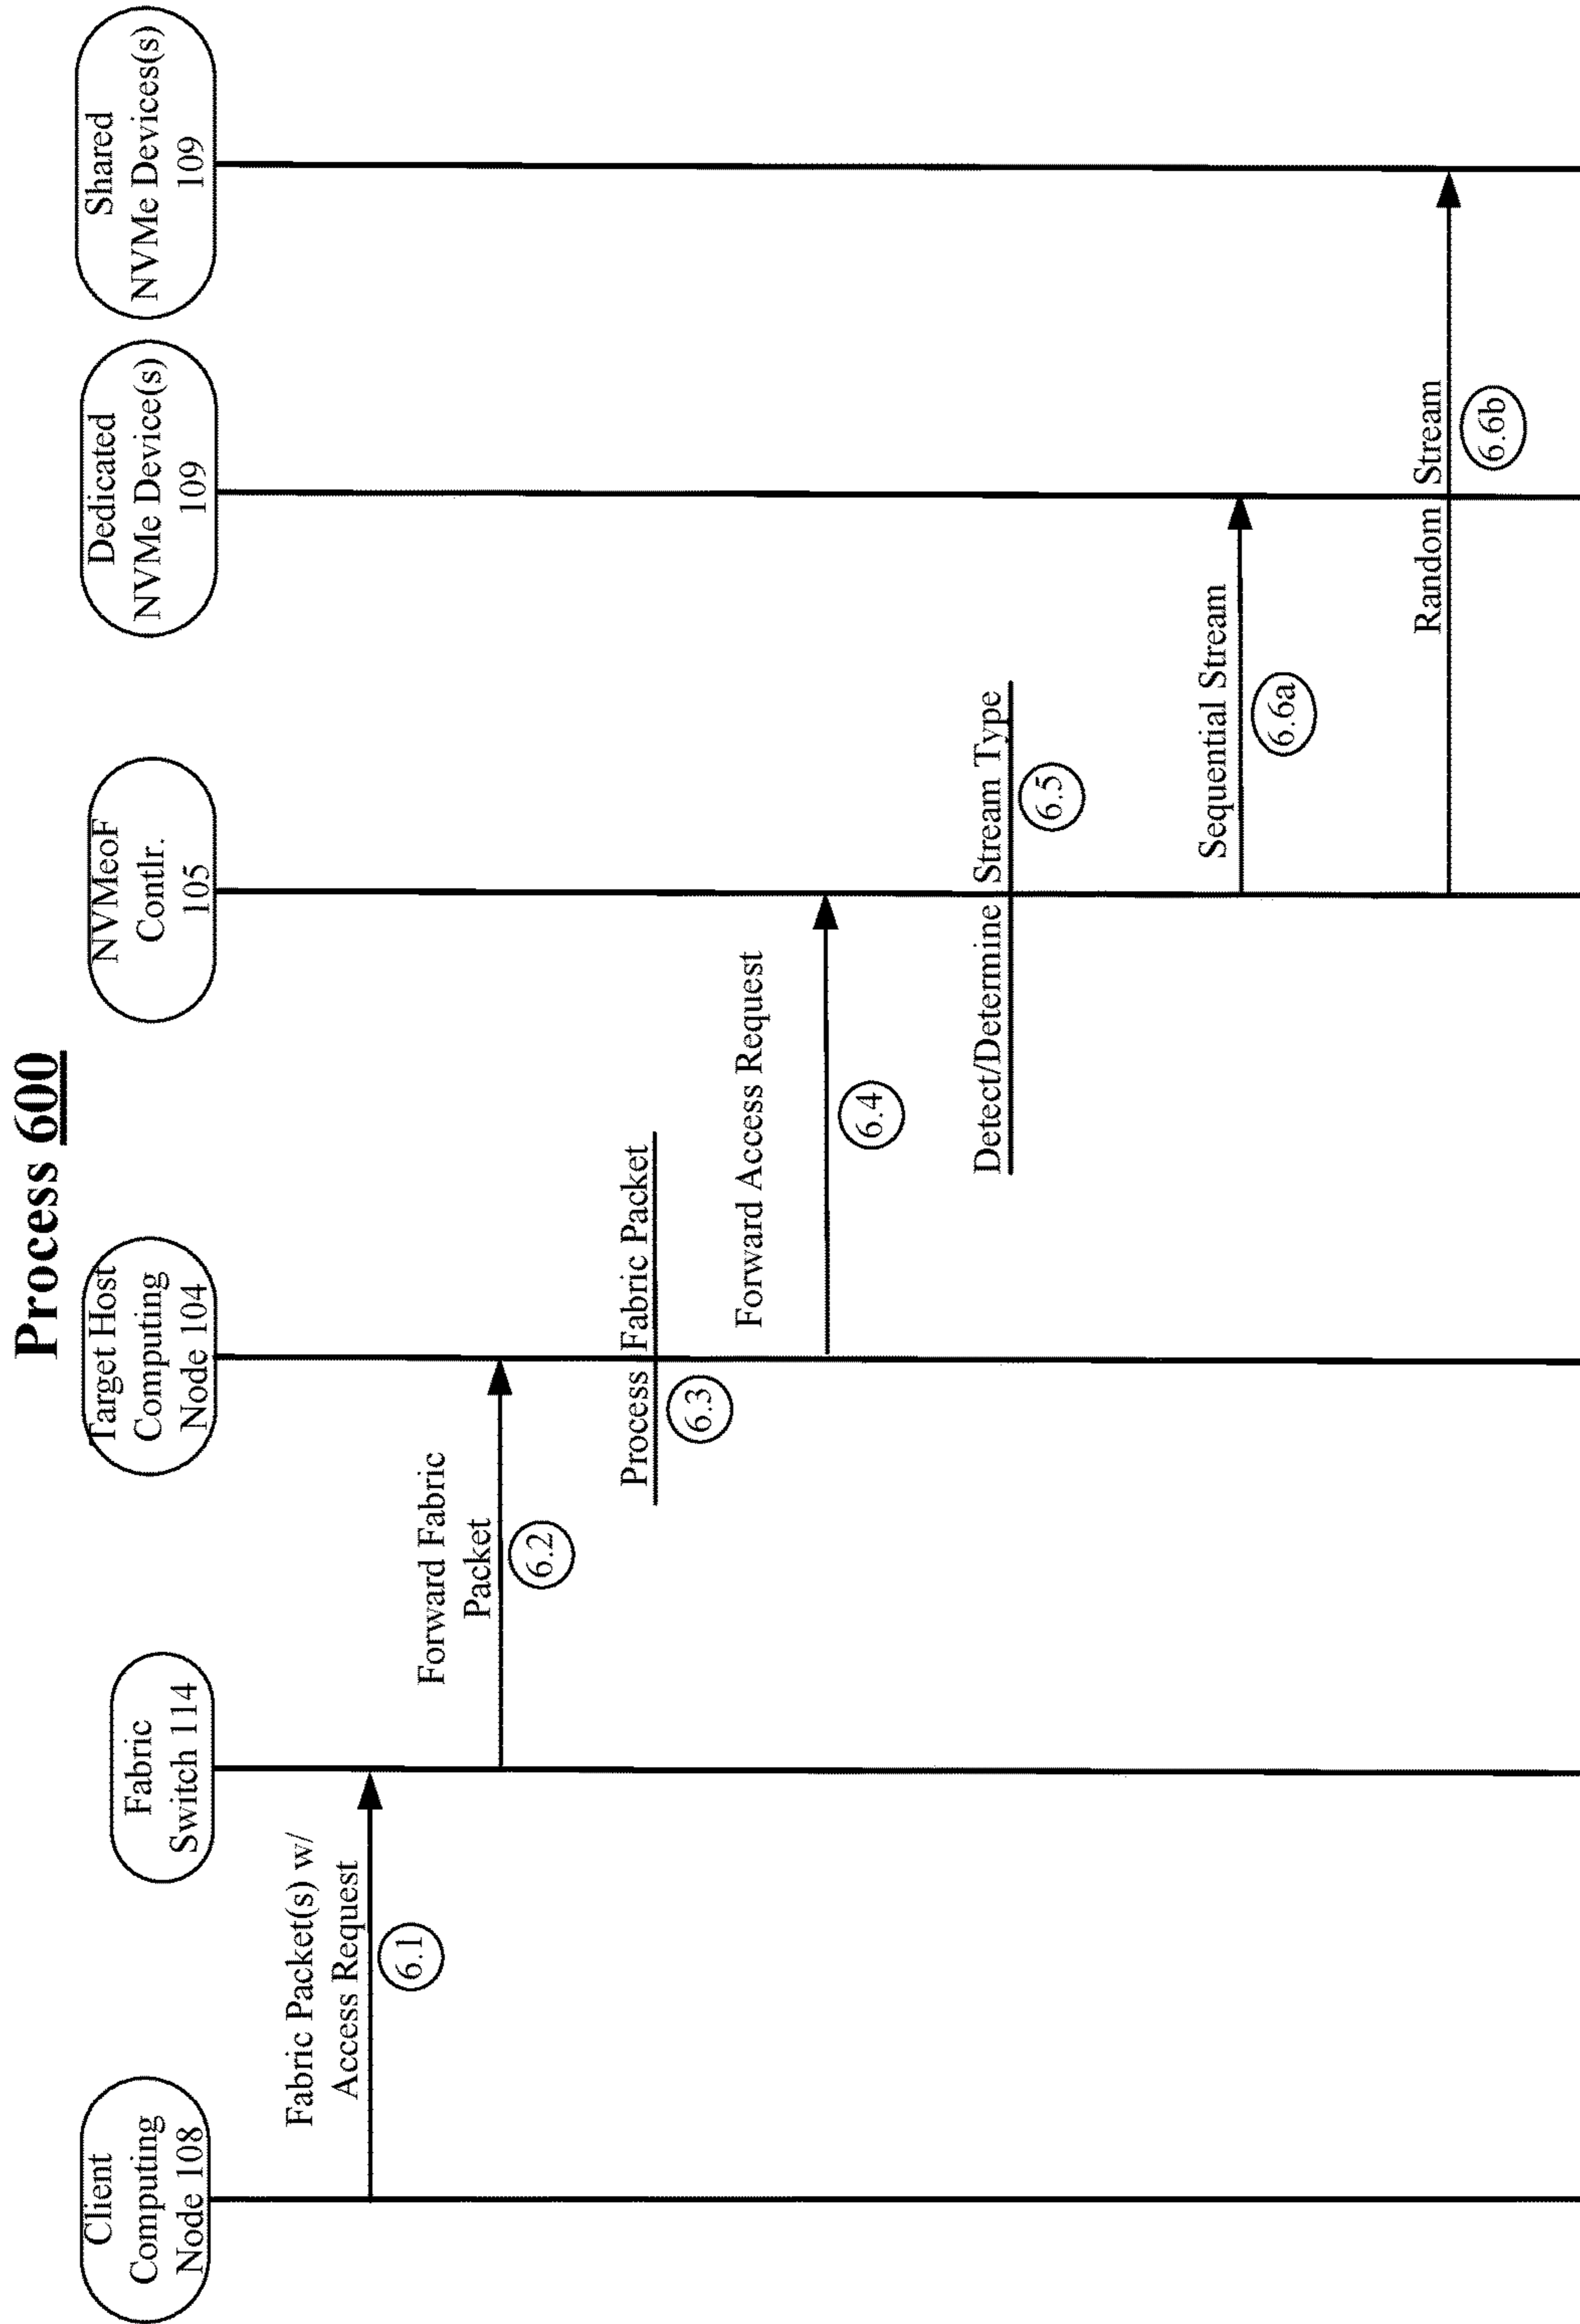 Process 600
Client
Computing
Node 108
Fabric
Switch 114
Target Host
Computing
Node 104
NVMeoF
Contlr.
105
Dedicated
NVMe Device(s)
109
Shared
NVMe Devices(s)
109
Fabric Packet(s) w/
Access Request
6.1
Forward Fabric
Packet
6.2
Process Fabric Packet
6.3
Forward Access Request
6.4
Detect/Determine Stream Type
6.5
Sequential Stream
6.6a
Random Stream
6.6b